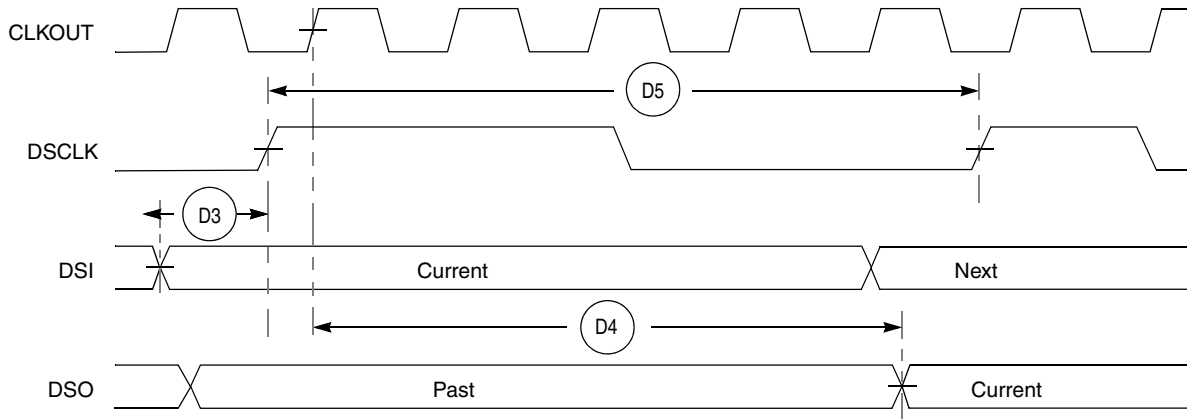 CLKOUT
D5
DSCLK
D3
DSI
Current
Next
D4
DSO
Past
Current